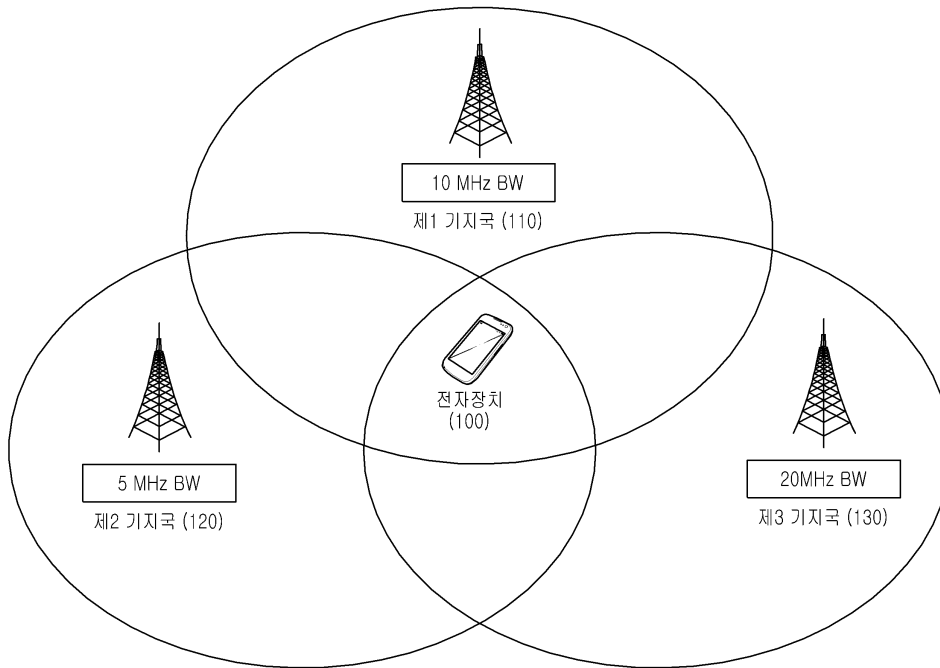 10 MHz BW
제1 기지국 (110)
전자장치
(100)
5 MHz BW
제2 기지국 (120)
20MHz BW
제3 기지국 (130)